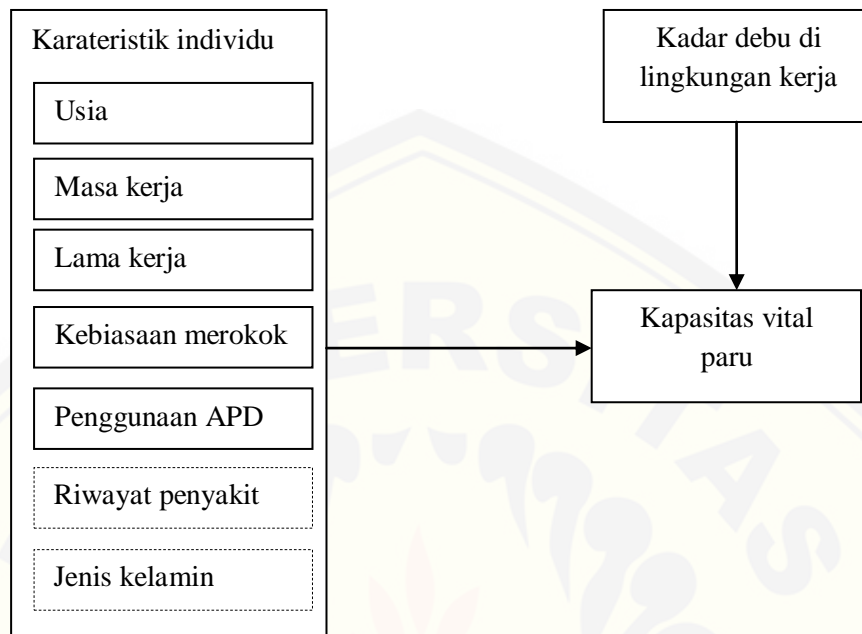 Karateristik individu
Usia
Masa kerja
Lama kerja
Kebiasaan merokok
Penggunaan APD
Riwayat penyakit
Jenis kelamin
Kadar debu di
lingkungan kerja
Kapasitas vital
paru
ERSITAS